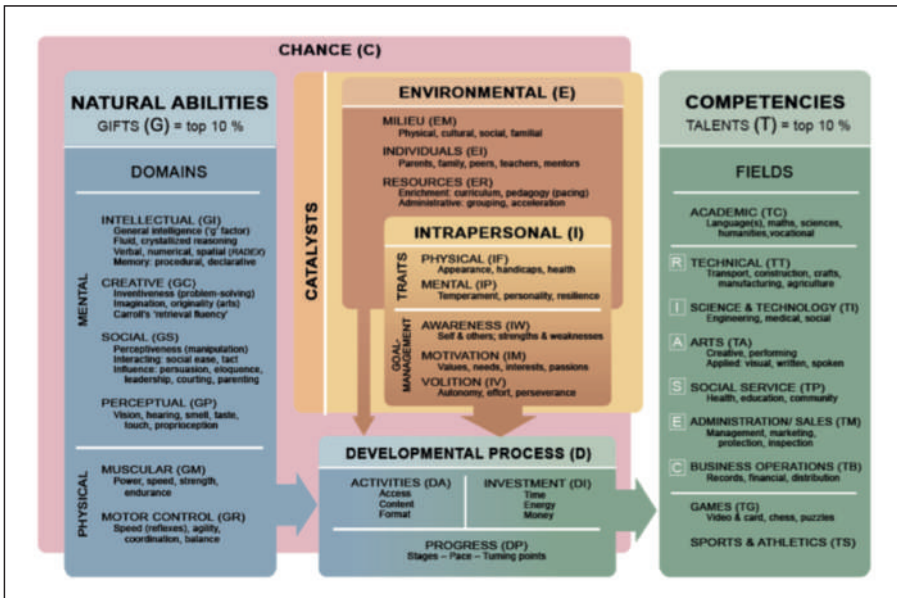 CHANCE (C)
NATURAL ABILITIES
GIFTS (G) = top 10 %
DOMAINS
MENTAL
INTELLECTUAL (GI)
General intelligence ('g' factor)
Fluid, crystallized reasoning
Verbal, numerical, spatial (RADEX)
Memory: procedural, declarative
CREATIVE (GC)
Inventiveness (problem-solving)
Imagination, originality (arts)
Carroll's 'retrieval fluency'
SOCIAL (GS)
Perceptiveness (manipulation)
Interacting: social ease, tact
Influence: persuasion, eloquence,
leadership, courting, parenting
PERCEPTUAL (GP)
Vision, hearing, smell, taste,
touch, proprioception
PHYSICAL
MUSCULAR (GM)
Power, speed, strength,
endurance
MOTOR CONTROL (GR)
Speed (reflexes), agility,
coordination, balance
CATALYSTS
ENVIRONMENTAL (E)
MILIEU (EM)
Physical, cultural, social, familial
INDIVIDUALS (EI)
Parents, family, peers, teachers, mentors
RESOURCES (ER)
Enrichment: curriculum, pedagogy (pacing)
Administrative: grouping, acceleration
INTRAPERSONAL (I)
TRAITS
PHYSICAL (IF)
Appearance, handicaps, health
MENTAL (IP)
Temperament, personality, resilience
GOAL-
MANAGEMENT
AWARENESS (IW)
Self & others; strengths & weaknesses
MOTIVATION (IM)
Values, needs, interests, passions
VOLITION (IV)
Autonomy, effort, perseverance
DEVELOPMENTAL PROCESS (D)
ACTIVITIES (DA)
Access
Content
Format
INVESTMENT (DI)
Time
Energy
Money
PROGRESS (DP)
Stages – Pace – Turning points
COMPETENCIES
TALENTS (T) = top 10 %
FIELDS
ACADEMIC (TC)
Language(s), maths, sciences,
humanities,vocational
R TECHNICAL (TT)
Transport, construction, crafts,
manufacturing, agriculture
I SCIENCE & TECHNOLOGY (TI)
Engineering, medical, social
A ARTS (TA)
Creative, performing
Applied: visual, written, spoken
S SOCIAL SERVICE (TP)
Health, education, community
E ADMINISTRATION/ SALES (TM)
Management, marketing,
protection, inspection
C BUSINESS OPERATIONS (TB)
Records, financial, distribution
GAMES (TG)
Video & card, chess, puzzles
SPORTS & ATHLETICS (TS)